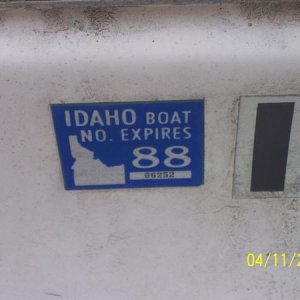 IDAHO BOAT
NO. EXPIRES
88
06252
04/11/2